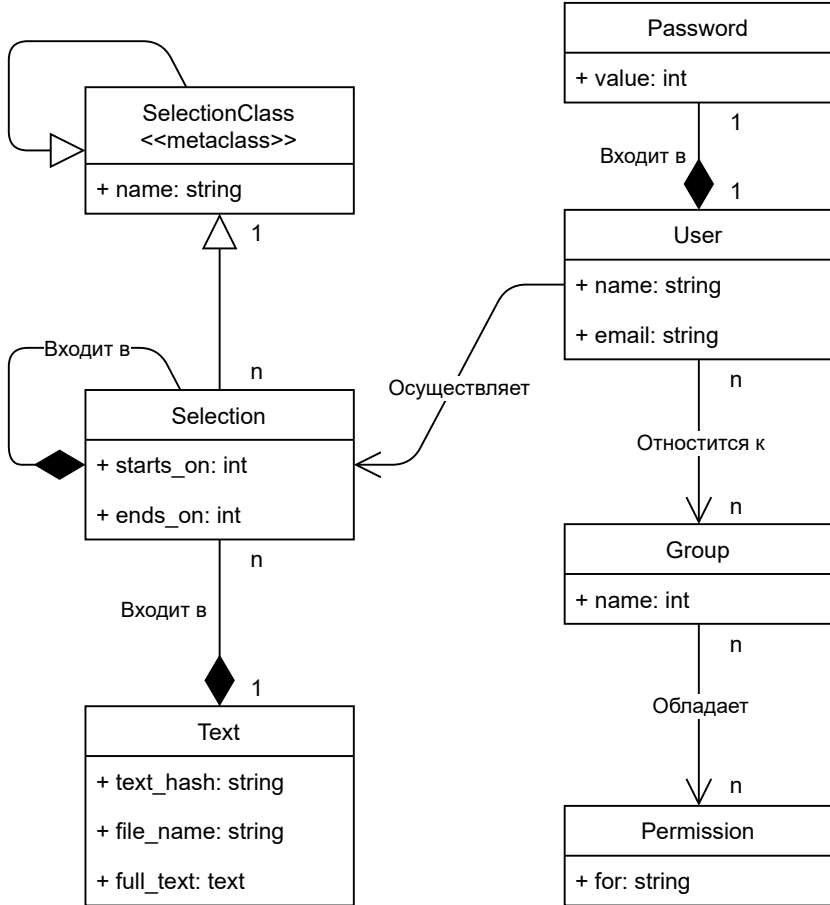 SelectionClass
<<metaclass>>
+ name: string
1
n
Входит в
Selection
+ starts_on: int
+ ends_on: int
n
Входит в
1
Text
+ text_hash: string
+ file_name: string
+ full_text: text
Осуществляет
Password
+ value: int
1
Входит в
1
User
+ name: string
+ email: string
n
Отностится к
n
Group
+ name: int
n
Обладает
n
Permission
+ for: string